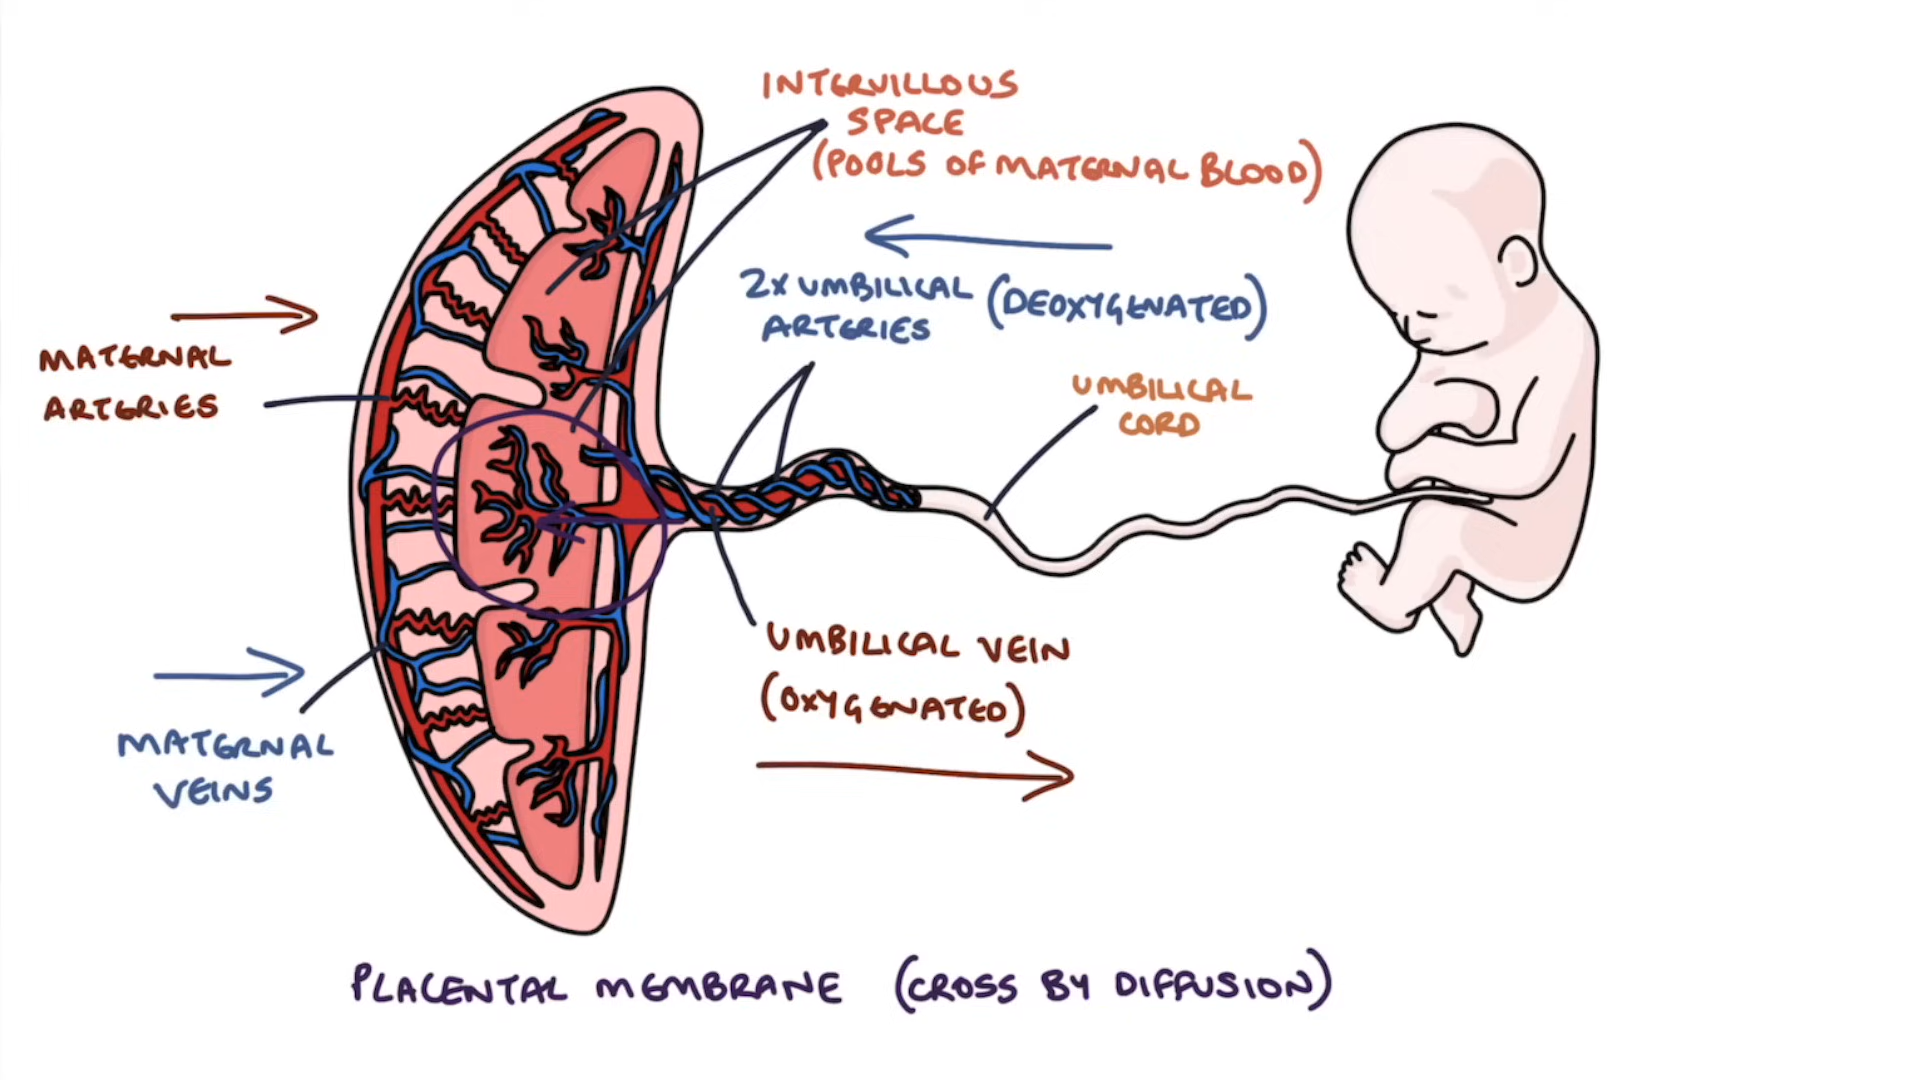 INTERVILLOUS
SPACE
(POOLS OF MATERNAL BLOOD)
2x UMBILICAL (DEOXYGENATED)
ARTERIES
MATERNAL
ARTERIES
UMBILICAL
CORD
UMBILICAL VEIN
(OXYGENATED)
MATERNAL
VEINS
PLACENTAL MEMBRANE (CROSS BY DIFFUSION)